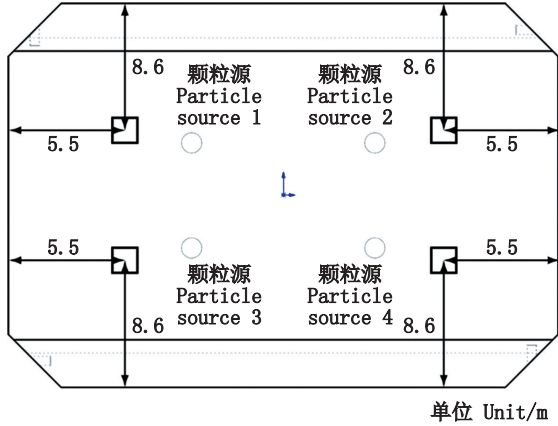 8.6
颗粒源
Particle
source 1
颗粒源
Particle
source 2
8.6
5.5
5.5
5.5
5.5
8.6
颗粒源
Particle
source 3
颗粒源
Particle
source 4
8.6
单位 Unit/m